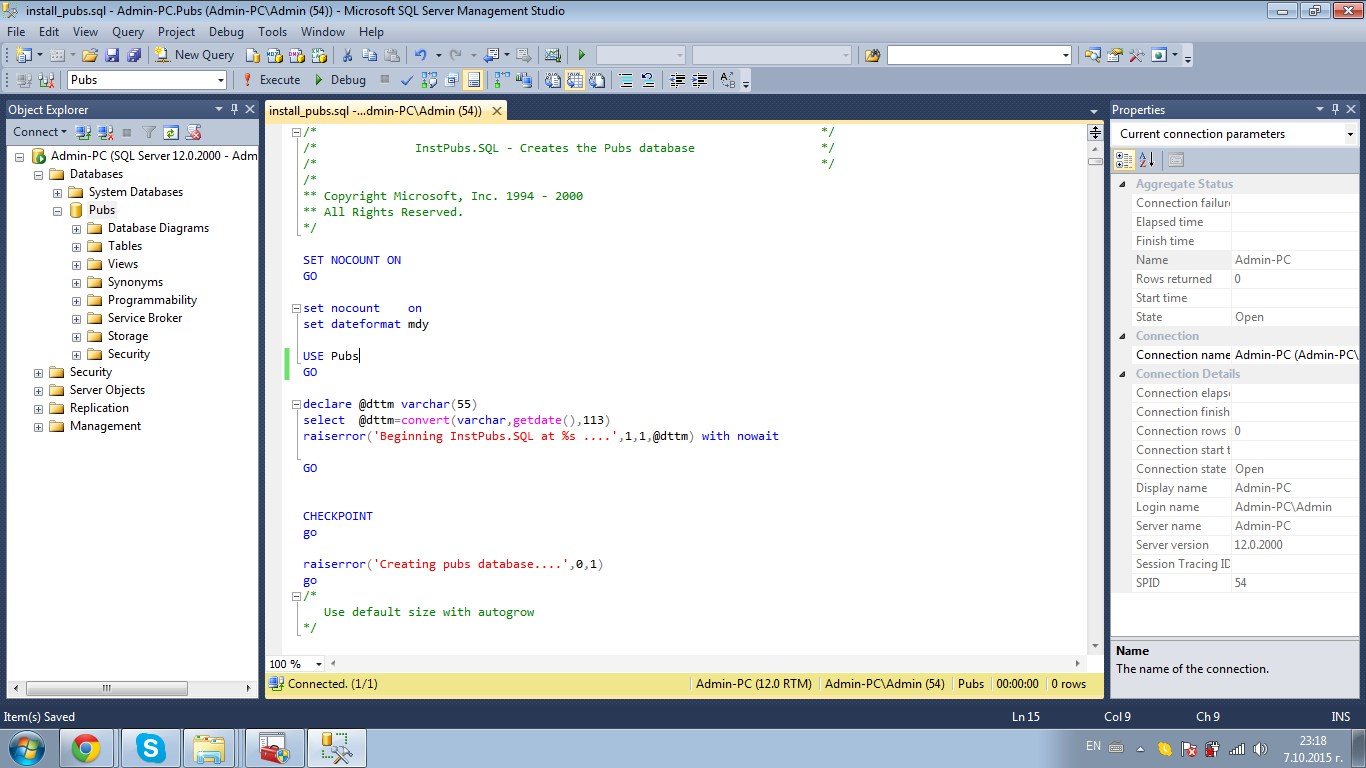 install_pubs.sql - Admin-PC.Pubs (Admin-PC\Admin (54)) - Microsoft SQL Server Management Studio
File Edit View Query Project Debug Tools Window Help
New Query
Pubs Execute Debug
Object Explorer
Connect
Admin-PC (SQL Server 12.0.2000 - Adm
Databases
System Databases
Pubs
Database Diagrams
Tables
Views
Synonyms
Programmability
Service Broker
Storage
Security
Security
Server Objects
Replication
Management
install_pubs.sql -...dmin-PC\Admin (54))
/* */
/* InstPubs.SQL - Creates the Pubs database */
/* */
/*
** Copyright Microsoft, Inc. 1994 - 2000
** All Rights Reserved.
*/
SET NOCOUNT ON
GO
set nocount on
set dateformat mdy
USE Pubs
GO
declare @dttm varchar(55)
select @dttm=convert(varchar,getdate(),113)
raiserror('Beginning InstPubs.SQL at %s ....',1,1,@dttm) with nowait
GO
CHECKPOINT
go
raiserror('Creating pubs database....',0,1)
go
/*
Use default size with autogrow
*/
100 %
Connected. (1/1) Admin-PC (12.0 RTM) Admin-PC\Admin (54) Pubs 00:00:00 0 rows
Properties
Current connection parameters
Aggregate Status
Connection failure
Elapsed time
Finish time
Name Admin-PC
Rows returned 0
Start time
State Open
Connection
Connection name Admin-PC (Admin-PC\
Connection Details
Connection elaps
Connection finish
Connection rows 0
Connection start t
Connection state Open
Display name Admin-PC
Login name Admin-PC\Admin
Server name Admin-PC
Server version 12.0.2000
Session Tracing ID
SPID 54
Name
The name of the connection.
Item(s) Saved Ln 15 Col 9 Ch 9 INS
EN 23:18
7.10.2015 г.